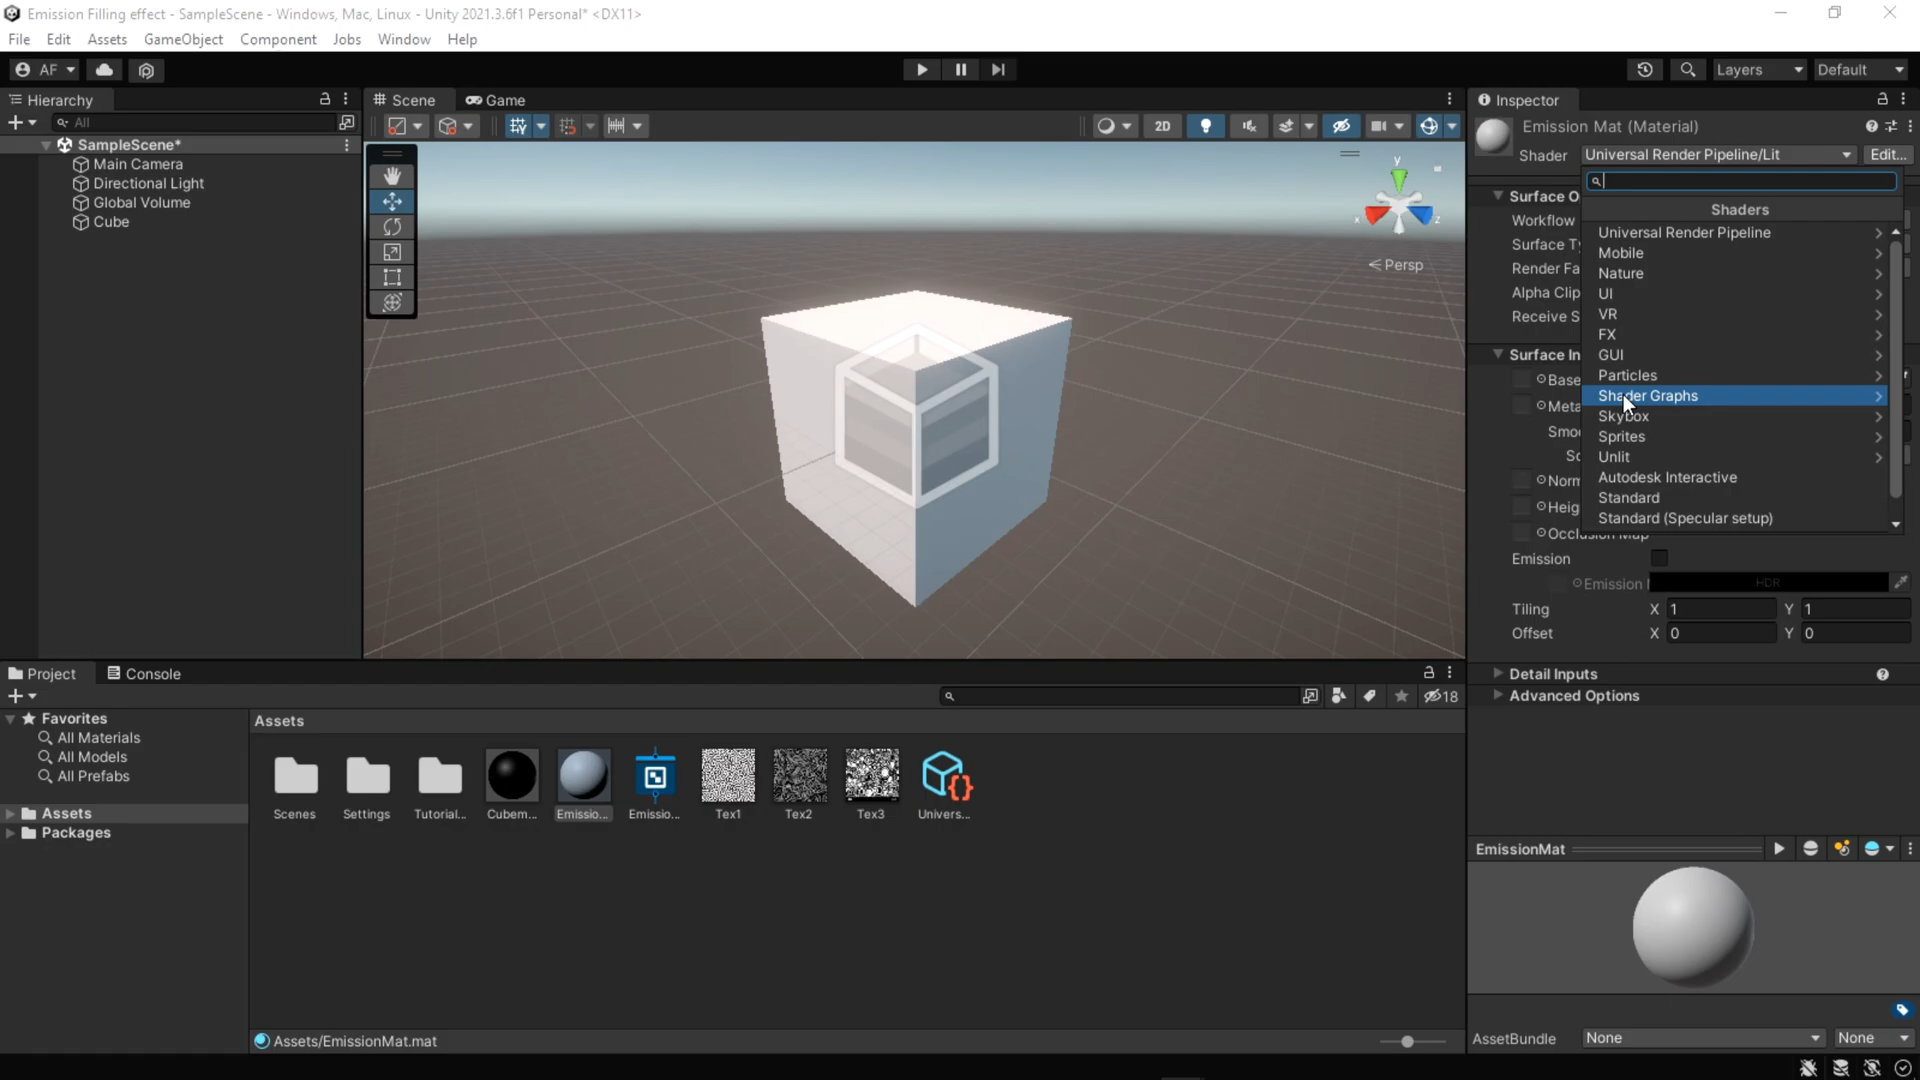 Emission Filling effect - SampleScene - Windows, Mac, Linux - Unity 2021.3.6f1 Personal* <DX11>
File Edit Assets GameObject Component Jobs Window Help
AF
Layers Default
Hierarchy
All
SampleScene*
Main Camera
Directional Light
Global Volume
Cube
Scene Game
2D
y
x
z
Persp
Inspector
Emission Mat (Material)
Shader Universal Render Pipeline/Lit Edit...
Shaders
Universal Render Pipeline
Mobile
Nature
UI
VR
FX
GUI
Particles
Shader Graphs
Skybox
Sprites
Unlit
Autodesk Interactive
Standard
Standard (Specular setup)
Surface O
Workflow
Surface Ty
Render Fa
Alpha Clip
Receive S
Surface In
Base
Meta
Smoo
So
Norm
Heig
Occlusion Map
Emission
Emission HDR
Tiling X 1 Y 1
Offset X 0 Y 0
Detail Inputs
Advanced Options
Project Console
18
Favorites
All Materials
All Models
All Prefabs
Assets
Packages
Assets
Scenes Settings Tutorial... Cubem... Emissio... Emissio... Tex1 Tex2 Tex3 Univers...
Assets/EmissionMat.mat
EmissionMat
AssetBundle None None